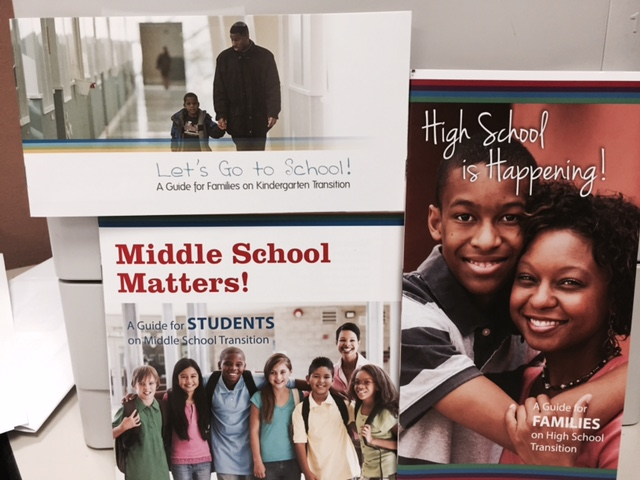 Let's Go to School!
A Guide for Families on Kindergarten Transition
Middle School
Matters!
A Guide for STUDENTS
on Middle School Transition
High School
is Happening!
A Guide for
FAMILIES
on High School
Transition